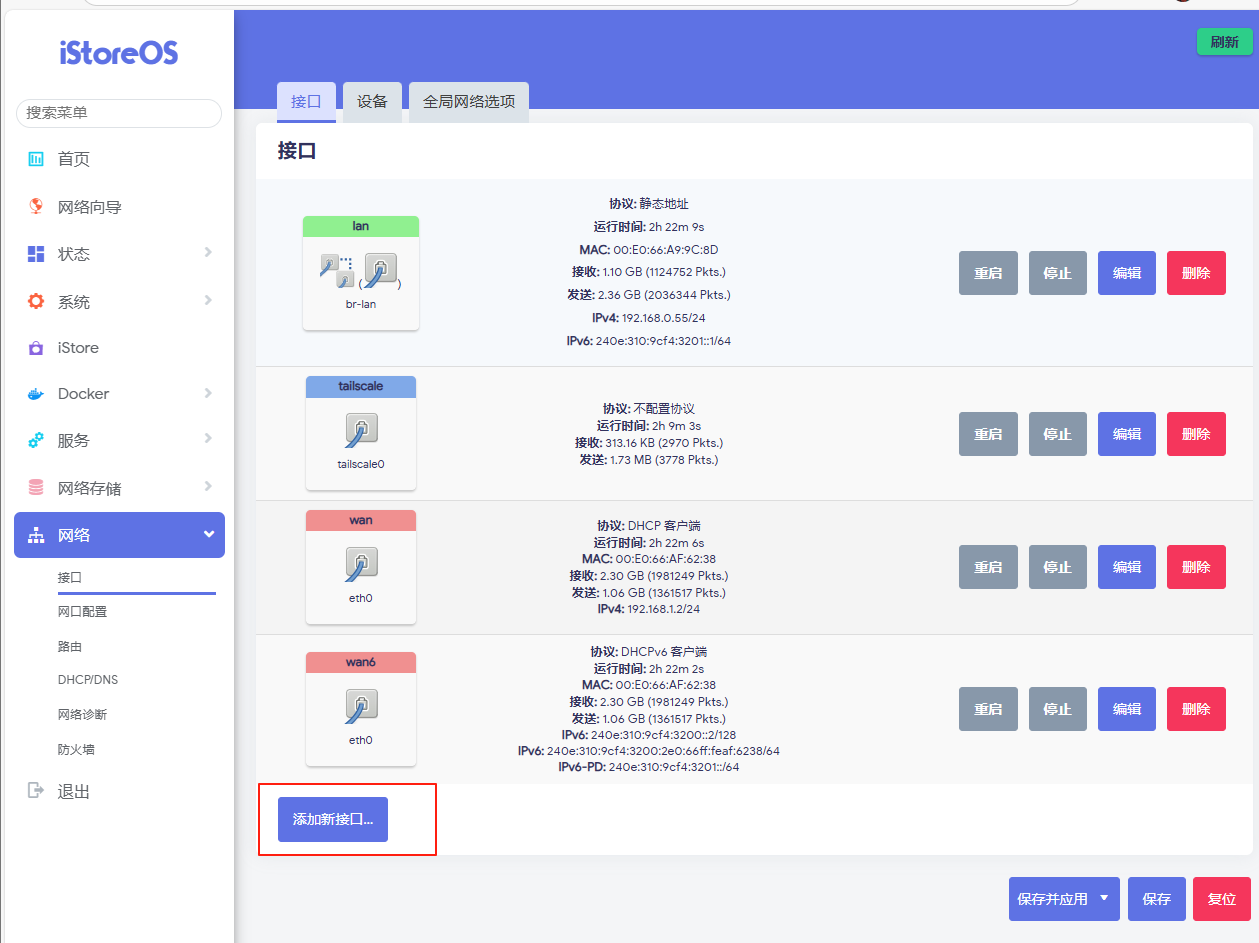 iStoreOS
搜索菜单
首页
网络向导
状态
系统
iStore
Docker
服务
网络存储
网络
接口
网口配置
路由
DHCP/DNS
网络诊断
防火墙
退出
刷新
接口
设备
全局网络选项
接口
lan
br-lan
协议: 静态地址
运行时间: 2h 22m 9s
MAC: 00:E0:66:A9:9C:8D
接收: 1.10 GB (1124752 Pkts.)
发送: 2.36 GB (2036344 Pkts.)
IPv4: 192.168.0.55/24
IPv6: 240e:310:9cf4:3201::1/64
重启
停止
编辑
删除
tailscale
tailscale0
协议: 不配置协议
运行时间: 2h 9m 3s
接收: 313.16 KB (2970 Pkts.)
发送: 1.73 MB (3778 Pkts.)
重启
停止
编辑
删除
wan
eth0
协议: DHCP 客户端
运行时间: 2h 22m 6s
MAC: 00:E0:66:AF:62:38
接收: 2.30 GB (1981249 Pkts.)
发送: 1.06 GB (1361517 Pkts.)
IPv4: 192.168.1.2/24
重启
停止
编辑
删除
wan6
eth0
协议: DHCPv6 客户端
运行时间: 2h 22m 2s
MAC: 00:E0:66:AF:62:38
接收: 2.30 GB (1981249 Pkts.)
发送: 1.06 GB (1361517 Pkts.)
IPv6: 240e:310:9cf4:3200::2/128
IPv6: 240e:310:9cf4:3200:2e0:66ff:feaf:6238/64
IPv6-PD: 240e:310:9cf4:3201::/64
重启
停止
编辑
删除
添加新接口...
保存并应用
保存
复位